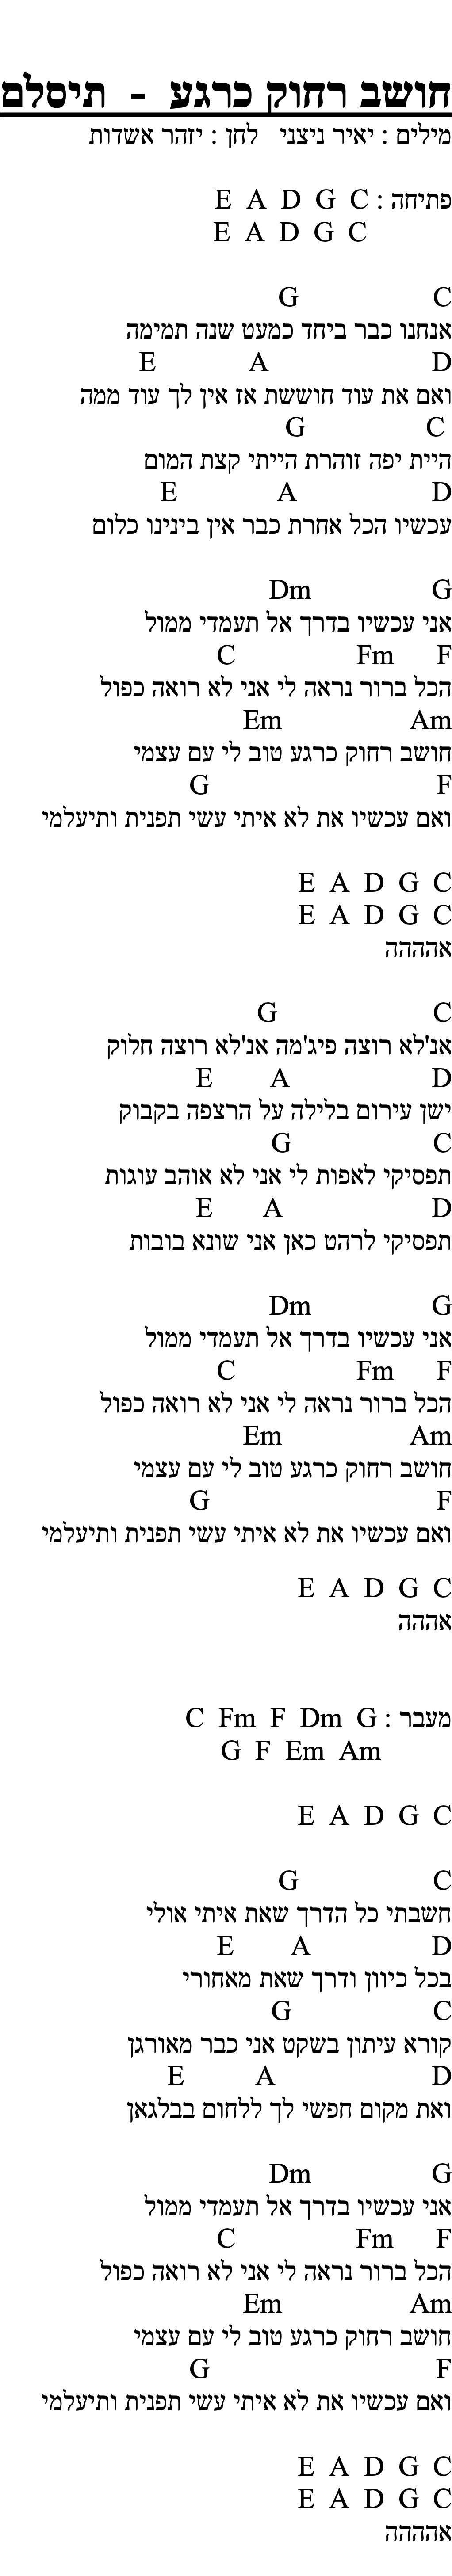 חושב רחוק כרגע - תיסלם
מילים : יאיר ניצני לחן : יזהר אשדות
פתיחה : E A D G C
E A D G C
G C
אנחנו כבר ביחד כמעט שנה תמימה
E A D
ואם את עוד חוששת אז אין לך עוד ממה
G C
היית יפה זוהרת הייתי קצת המום
E A D
עכשיו הכל אחרת כבר אין בינינו כלום
Dm G
אני עכשיו בדרך אל תעמדי ממול
C Fm F
הכל ברור נראה לי אני לא רואה כפול
Em Am
חושב רחוק כרגע טוב לי עם עצמי
G F
ואם עכשיו את לא איתי עשי תפנית ותיעלמי
E A D G C
E A D G C
אההההה
G C
אנ'לא רוצה פיג'מה אנ'לא רוצה חלוק
E A D
ישן עירום בלילה על הרצפה בקבוק
G C
תפסיקי לאפות לי אני לא אוהב עוגות
E A D
תפסיקי לרהט כאן אני שונא בובות
Dm G
אני עכשיו בדרך אל תעמדי ממול
C Fm F
הכל ברור נראה לי אני לא רואה כפול
Em Am
חושב רחוק כרגע טוב לי עם עצמי
G F
ואם עכשיו את לא איתי עשי תפנית ותיעלמי
E A D G C
אההה
מעבר : C Fm F Dm G
G F Em Am
E A D G C
G C
חשבתי כל הדרך שאת איתי אולי
E A D
בכל כיוון ודרך שאת מאחורי
G C
קורא עיתון בשקט אני כבר מאורגן
E A D
ואת מקום חפשי לך ללחום בבלגאן
Dm G
אני עכשיו בדרך אל תעמדי ממול
C Fm F
הכל ברור נראה לי אני לא רואה כפול
Em Am
חושב רחוק כרגע טוב לי עם עצמי
G F
ואם עכשיו את לא איתי עשי תפנית ותיעלמי
E A D G C
E A D G C
אההההה